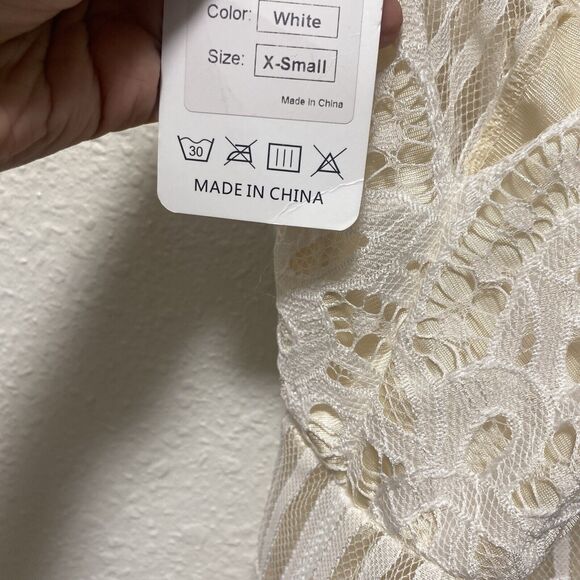 Color: White
Size: X-Small
Made in China
30
MADE IN CHINA